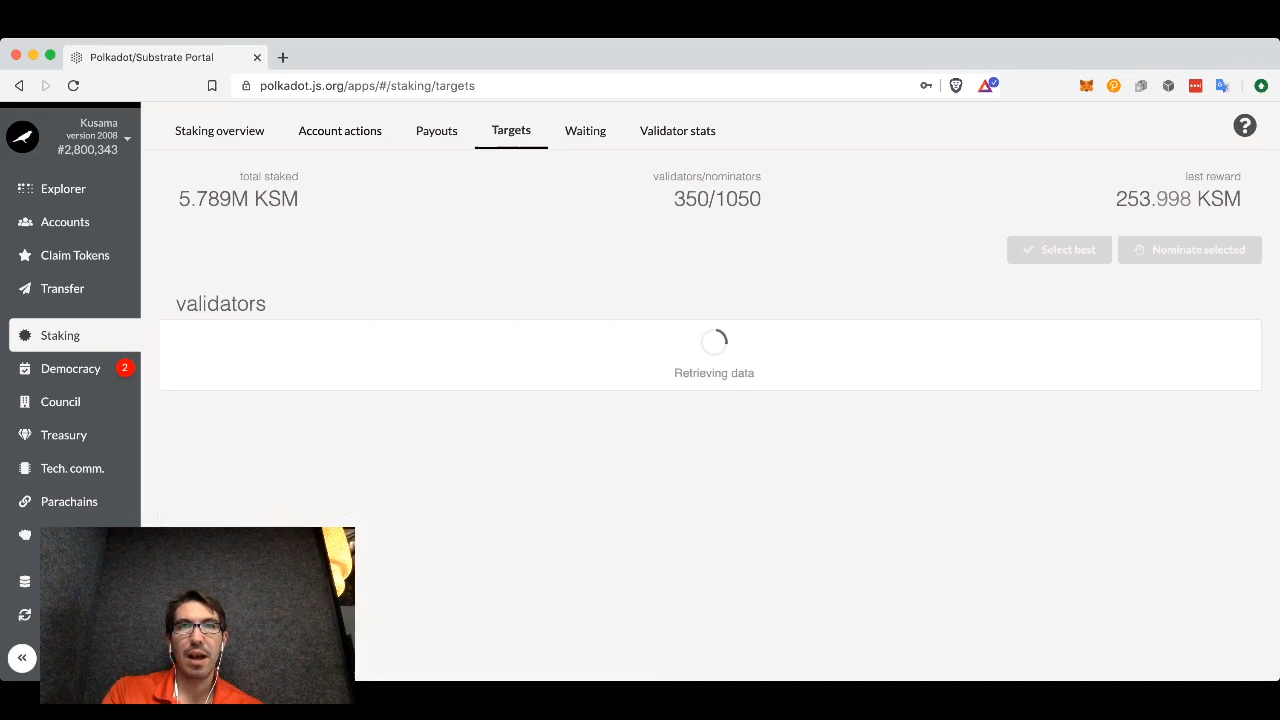 Polkadot/Substrate Portal
polkadot.js.org/apps/#/staking/targets
Kusama
version 2008
#2,800,343
Explorer
Accounts
Claim Tokens
Transfer
Staking
Democracy
2
Council
Treasury
Tech. comm.
Parachains
Staking overview
Account actions
Payouts
Targets
Waiting
Validator stats
total staked
5.789M KSM
validators/nominators
350/1050
last reward
253.998 KSM
Select best
Nominate selected
validators
Retrieving data